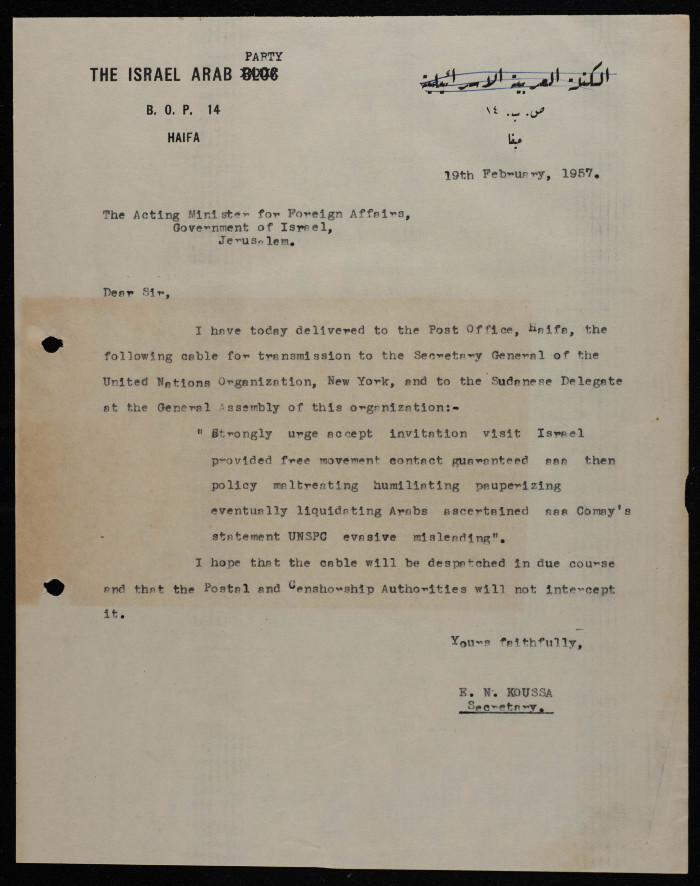 PARTY
THE ISRAEL ARAB BLOC
B. O. P. 14
HAIFA
الكتلة العربية الاسرائيلية
ص. ب. ١٤
حيفا
19th February, 1957.
The Acting Minister for Foreign Affairs,
Government of Israel,
Jerusalem.
Dear Sir,
I have today delivered to the Post Office, Haifa, the
following cable for transmission to the Secretary General of the
United Nations Organization, New York, and to the Sudanese Delegate
at the General Assembly of this organization:-
" Strongly urge accept invitation visit Israel
provided free movement contact guaranteed aaa then
policy maltreating humiliating pauperizing
eventually liquidating Arabs ascertained aaa Comay's
statement UNSPC evasive misleading".
I hope that the cable will be despatched in due course
and that the Postal and Censhorship Authorities will not intercept
it.
Yours faithfully,
E. N. KOUSSA
Secretary.